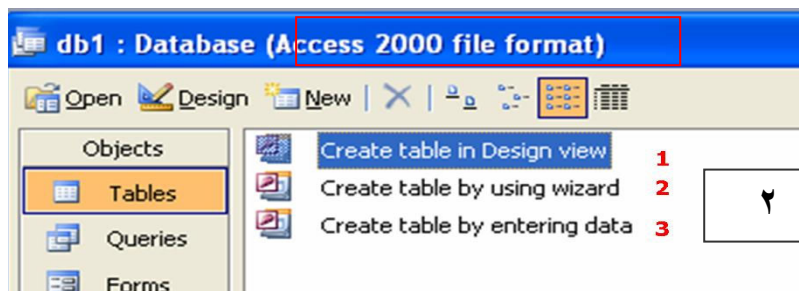 db1 : Database (Access 2000 file format)
Open Design New
Objects
Create table in Design view 1
Tables
Create table by using wizard 2
٢
Queries
Create table by entering data 3
Forms